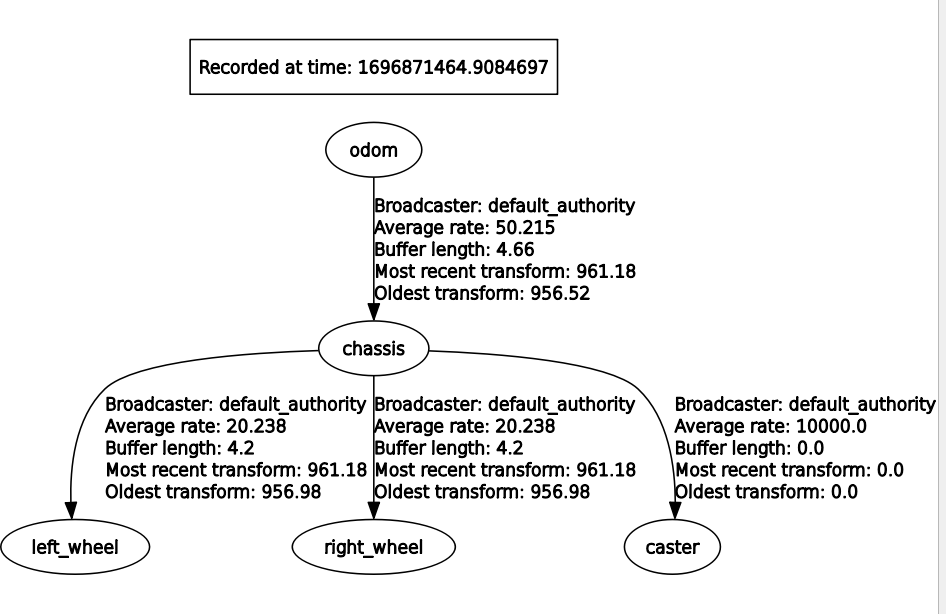 Recorded at time: 1696871464.9084697
odom
Broadcaster: default_authority
Average rate: 50.215
Buffer length: 4.66
Most recent transform: 961.18
Oldest transform: 956.52
chassis
Broadcaster: default_authority
Average rate: 20.238
Buffer length: 4.2
Most recent transform: 961.18
Oldest transform: 956.98
Broadcaster: default_authority
Average rate: 20.238
Buffer length: 4.2
Most recent transform: 961.18
Oldest transform: 956.98
Broadcaster: default_authority
Average rate: 10000.0
Buffer length: 0.0
Most recent transform: 0.0
Oldest transform: 0.0
left_wheel
right_wheel
caster